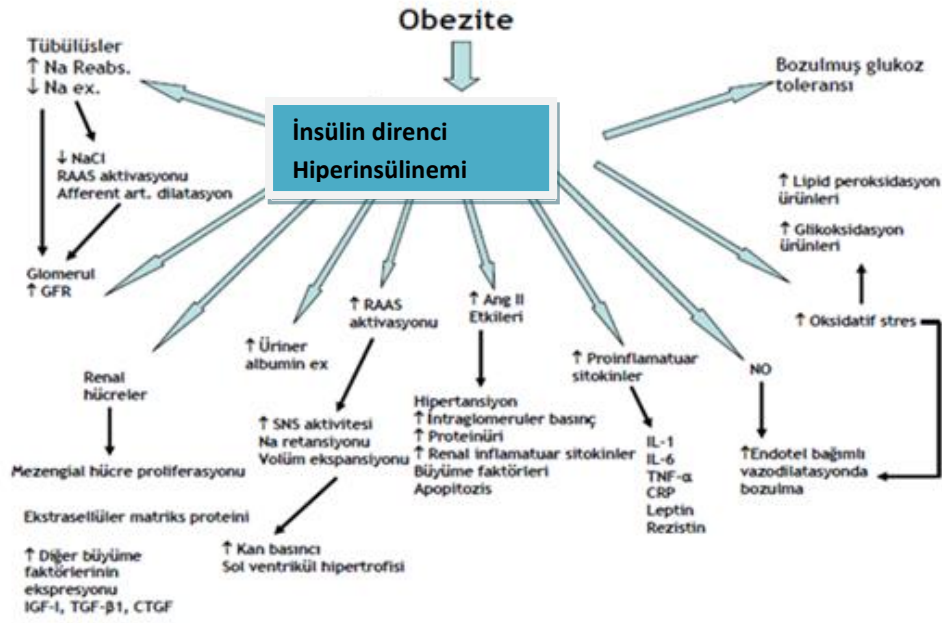 Obezite
Tübülüsler
↑ Na Reabs.
↓ Na ex.
Bozulmuş glukoz
toleransı
İnsülin direnci
Hiperinsülinemi
↓ NaCl
RAAS aktivasyonu
Afferent art. dilatasyon
↑ Lipid peroksidasyon
ürünleri
↑ Glikoksidasyon
ürünleri
Glomerul
↑ GFR
↑ RAAS
aktivasyonu
↑ Ang II
Etkileri
↑ Oksidatif stres
↑ Üriner
albumin ex
↑ Proinflamatuar
sitokinler
NO
Renal
hücreler
Mezengial hücre proliferasyonu
Ekstrasellüler matriks proteini
↑ Diğer büyüme
faktörlerinin
ekspresyonu
IGF-I, TGF-β1, CTGF
↑ SNS aktivitesi
Na retansiyonu
Volüm ekspansiyonu
↑ Kan basıncı
Sol ventrikül hipertrofisi
Hipertansiyon
↑ İntraglomeruler basınç
↑ Proteinüri
↑ Renal inflamatuar sitokinler
Büyüme faktörleri
Apopitozis
IL-1
IL-6
TNF-α
CRP
Leptin
Rezistin
↑Endotel bağımlı
vazodilatasyonda
bozulma